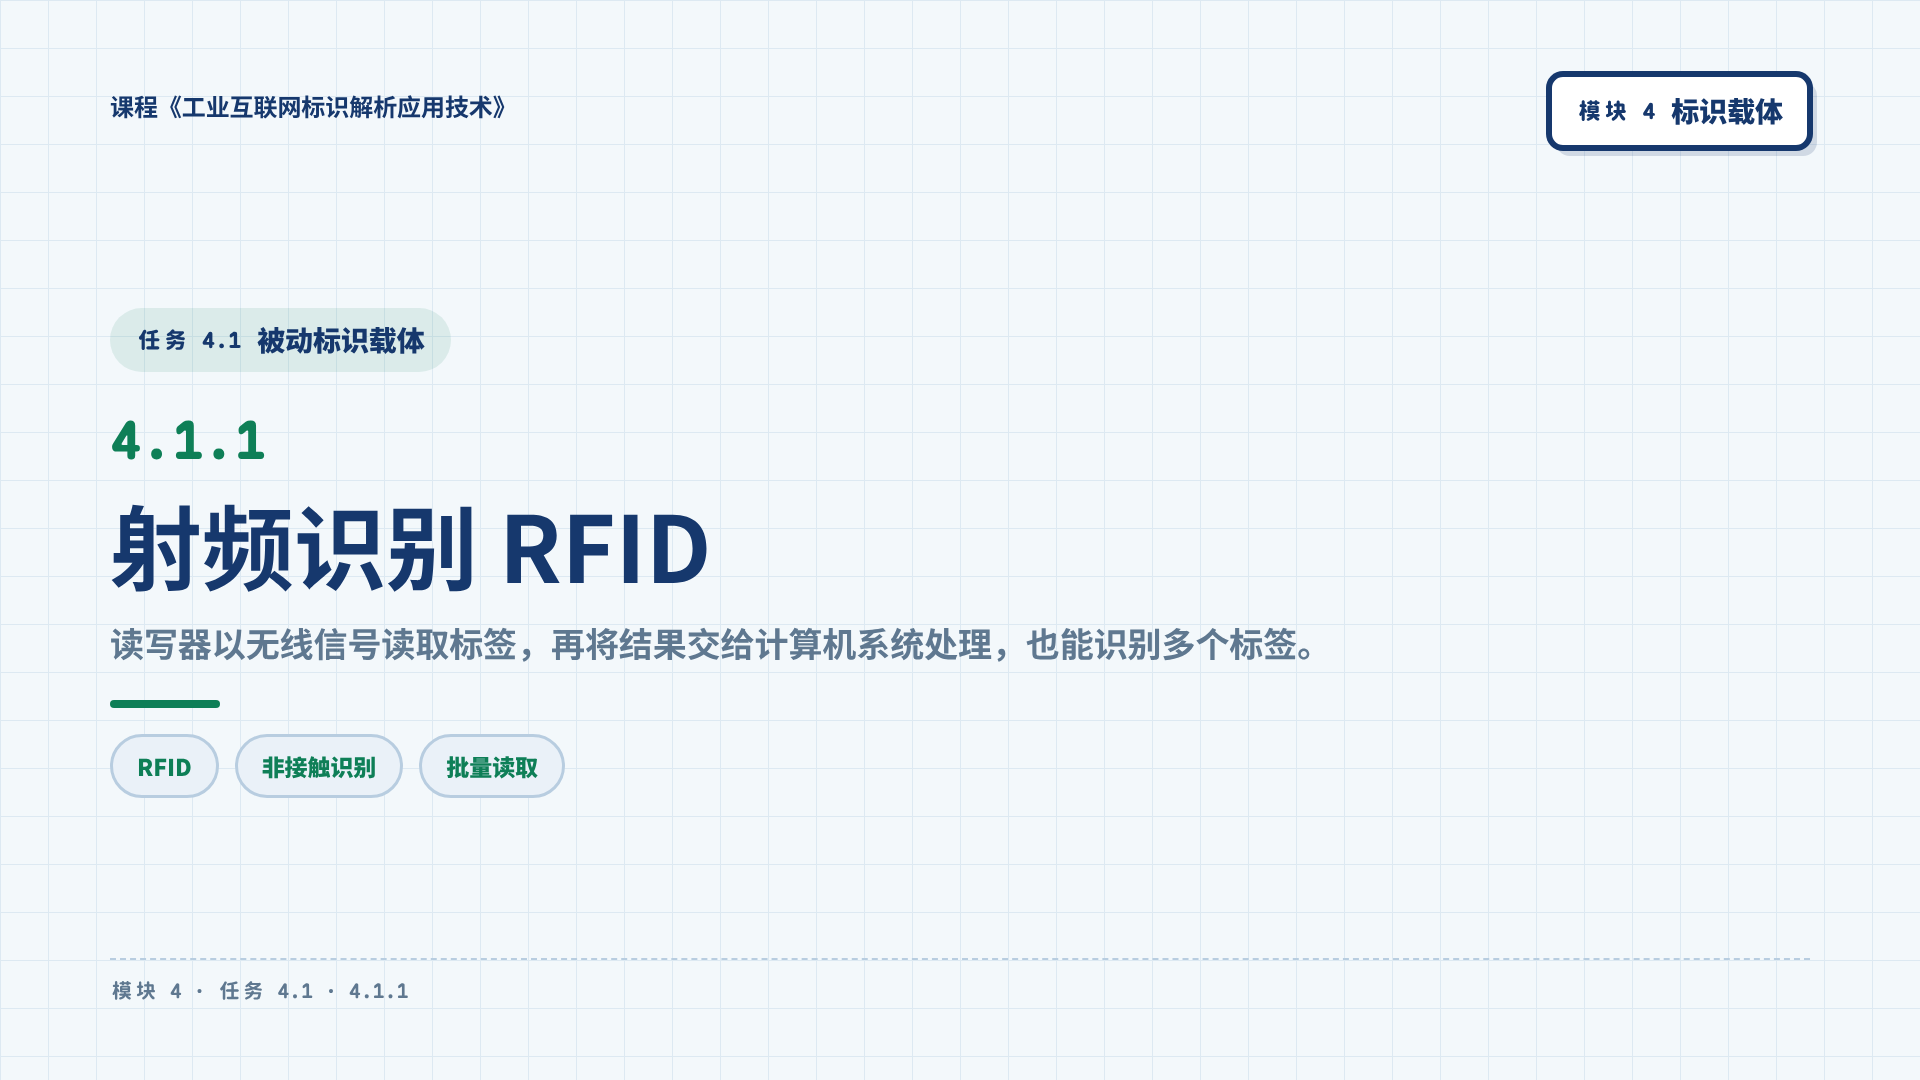 课程《工业互联网标识解析应用技术》
模块 4 标识载体
任务 4.1 被动标识载体
4.1.1
射频识别 RFID
读写器以无线信号读取标签，再将结果交给计算机系统处理，也能识别多个标签。
RFID
非接触识别
批量读取
模块 4 · 任务 4.1 · 4.1.1